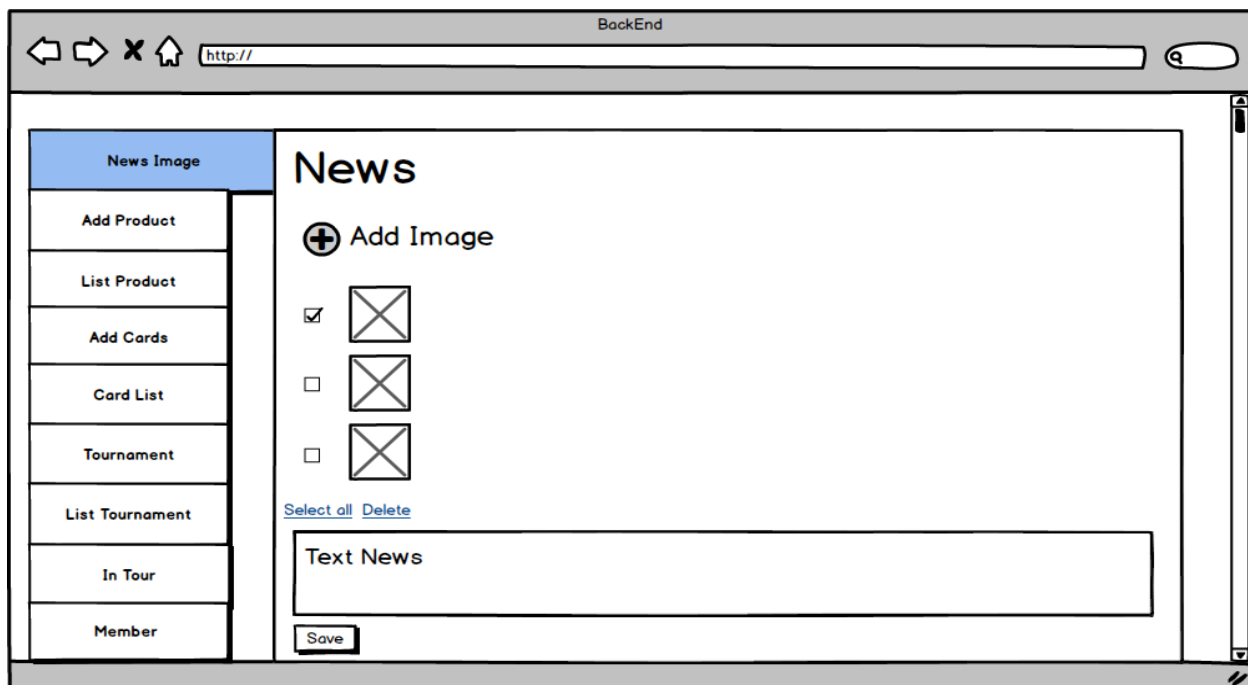 BackEnd
http://
News Image
Add Product
List Product
Add Cards
Card List
Tournament
List Tournament
In Tour
Member
News
Add Image
Select all Delete
Text News
Save